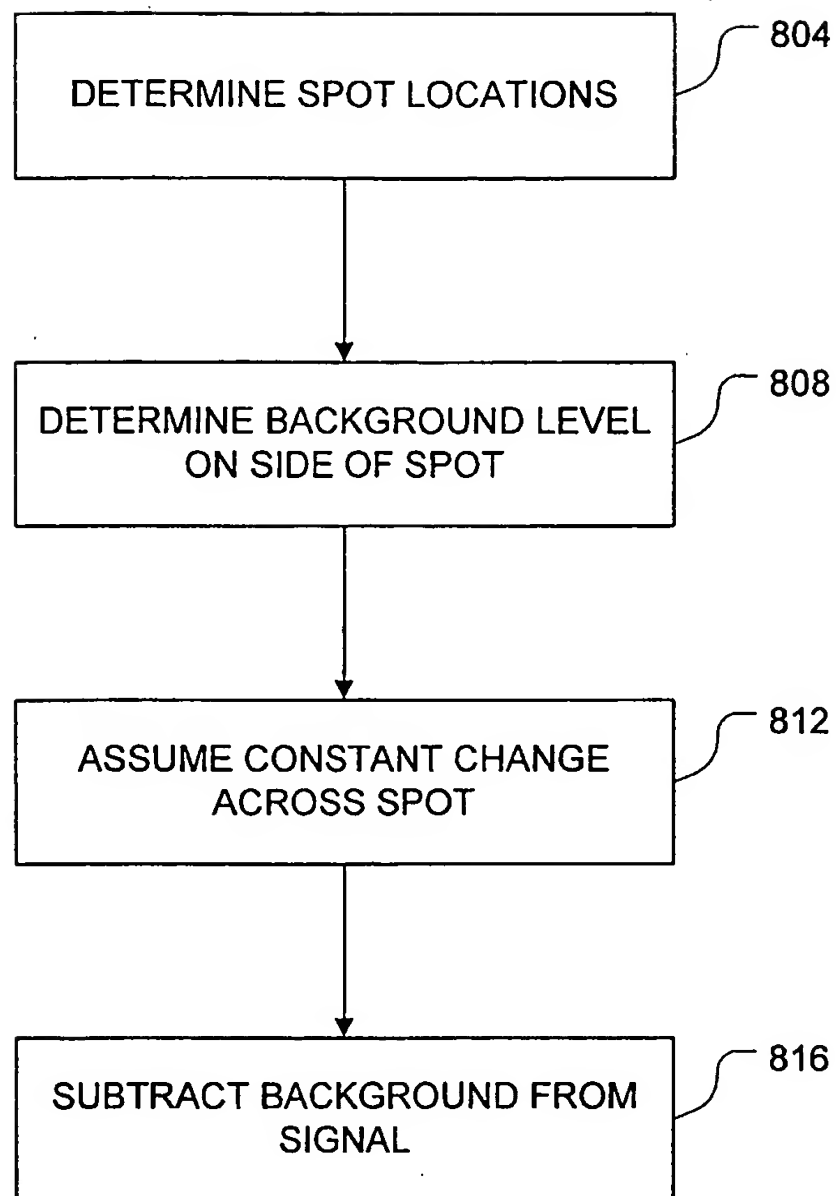 804
DETERMINE SPOT LOCATIONS
808
DETERMINE BACKGROUND LEVEL
ON SIDE OF SPOT
812
ASSUME CONSTANT CHANGE
ACROSS SPOT
816
SUBTRACT BACKGROUND FROM
SIGNAL